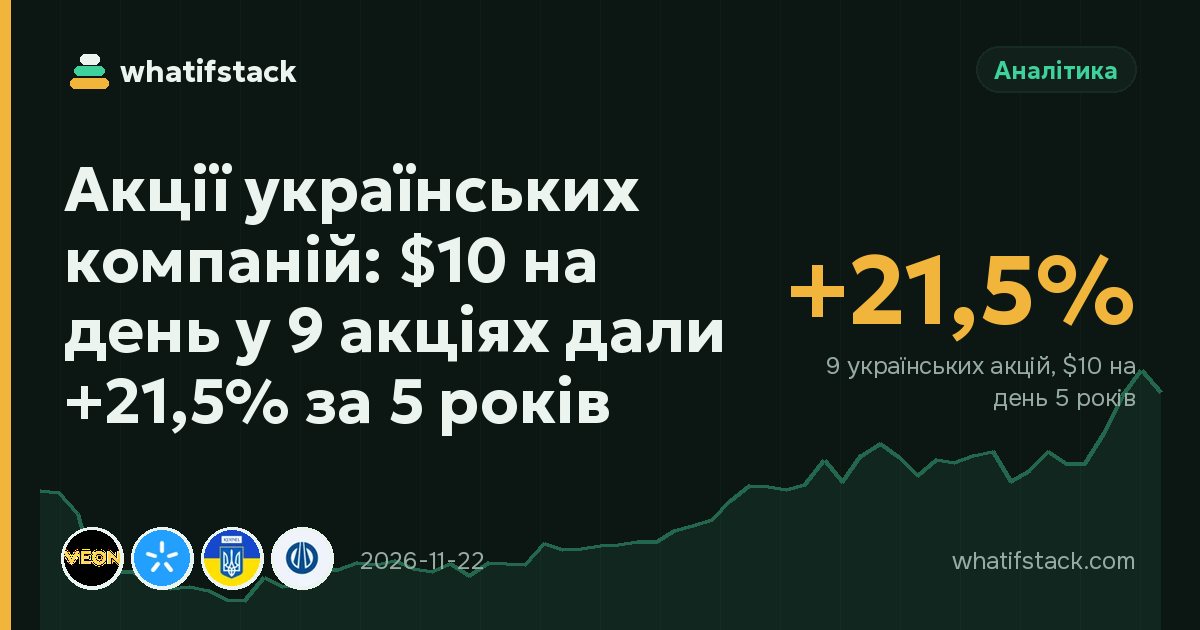 whatifstack
Аналітика
Акції українських
компаній: $10 на
день у 9 акціях дали
+21,5% за 5 років
+21,5%
9 українських акцій, $10 на
день 5 років
VEON
KERNEL
2026-11-22
whatifstack.com